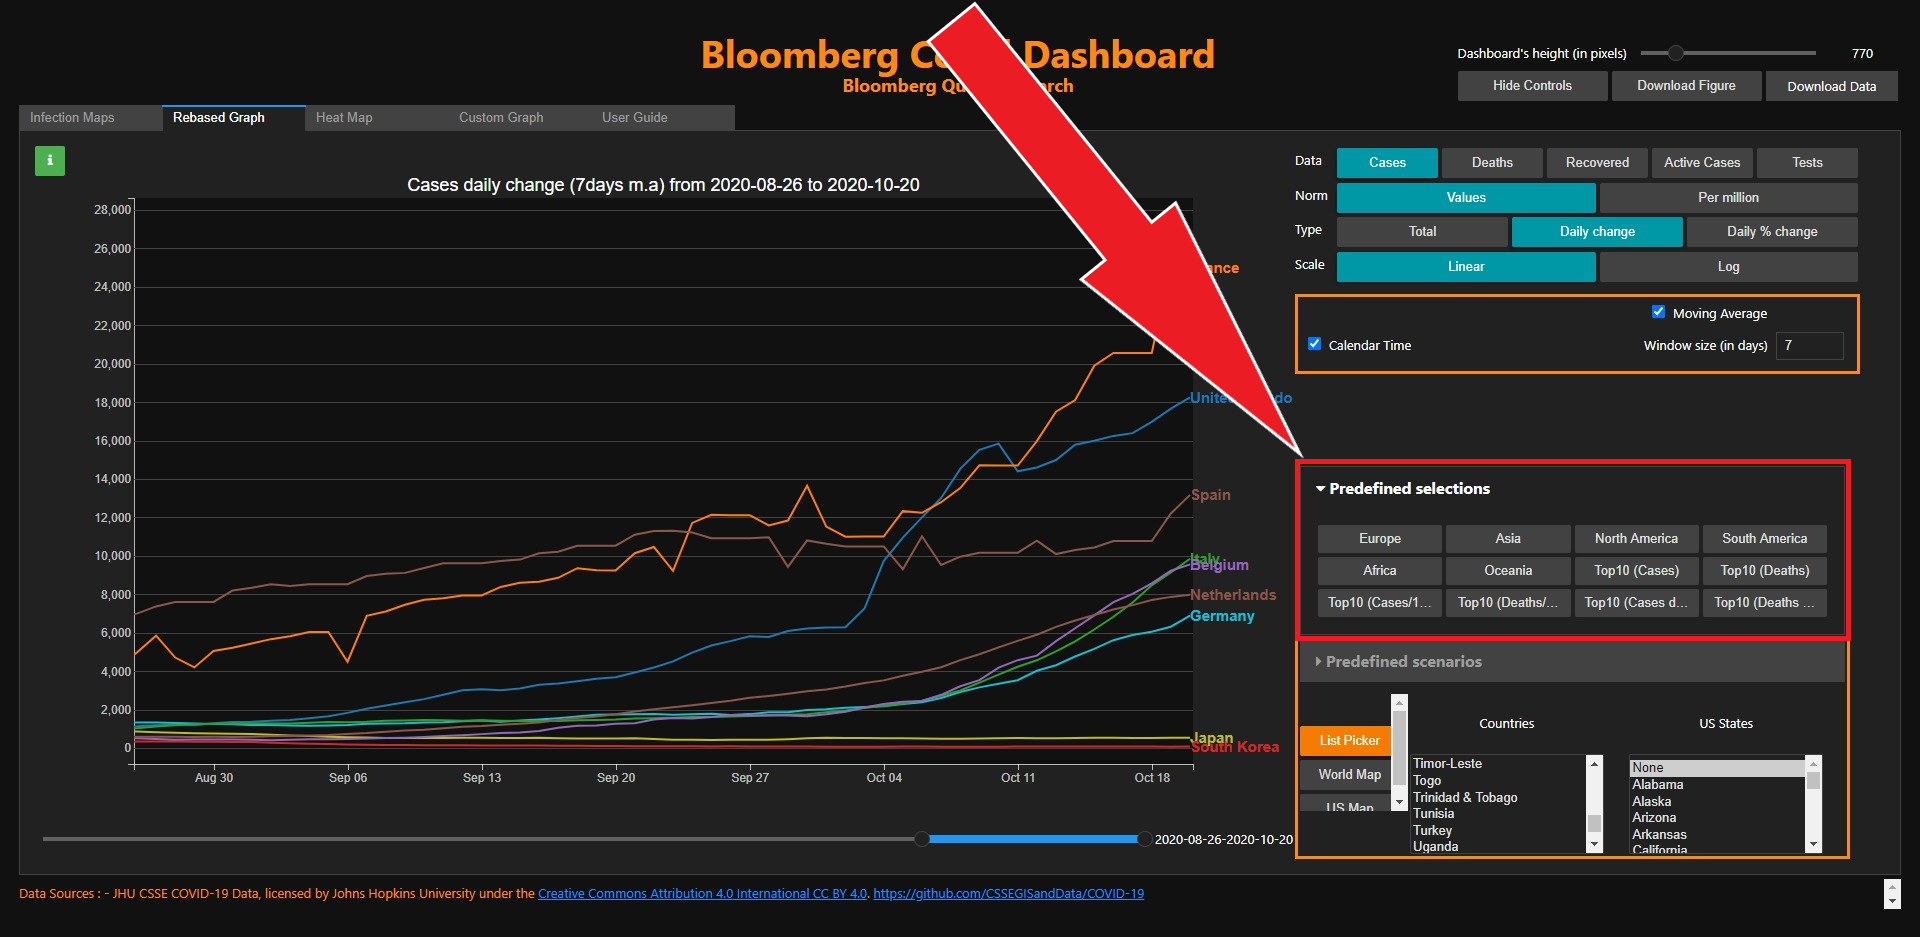 Bloomberg Dashboard
Bloomberg
Dashboard's height (in pixels) 770
Hide Controls Download Figure Download Data
Infection Maps Rebased Graph Heat Map Custom Graph User Guide
i
Cases daily change (7days m.a) from 2020-08-26 to 2020-10-20
Data Cases Deaths Recovered Active Cases Tests
Norm Values Per million
Type Total Daily change Daily % change
Scale Linear Log
Moving Average
Calendar Time
Window size (in days) 7
28,000
26,000
24,000
22,000
20,000
18,000
16,000
14,000
12,000
10,000
8,000
6,000
4,000
2,000
0
Spain
Italy
Belgium
Netherlands
Germany
Japan
South Korea
Aug 30 Sep 06 Sep 13 Sep 20 Sep 27 Oct 04 Oct 11 Oct 18
2020-08-26-2020-10-20
Predefined selections
Europe Asia North America South America
Africa Oceania Top10 (Cases) Top10 (Deaths)
Top10 (Cases/1... Top10 (Deaths/... Top10 (Cases d... Top10 (Deaths ...
Predefined scenarios
List Picker
World Map
US Map
Countries
Timor-Leste
Togo
Trinidad & Tobago
Tunisia
Turkey
Uganda
US States
None
Alabama
Alaska
Arizona
Arkansas
California
Data Sources : - JHU CSSE COVID-19 Data, licensed by Johns Hopkins University under the Creative Commons Attribution 4.0 International CC BY 4.0. https://github.com/CSSEGISandData/COVID-19